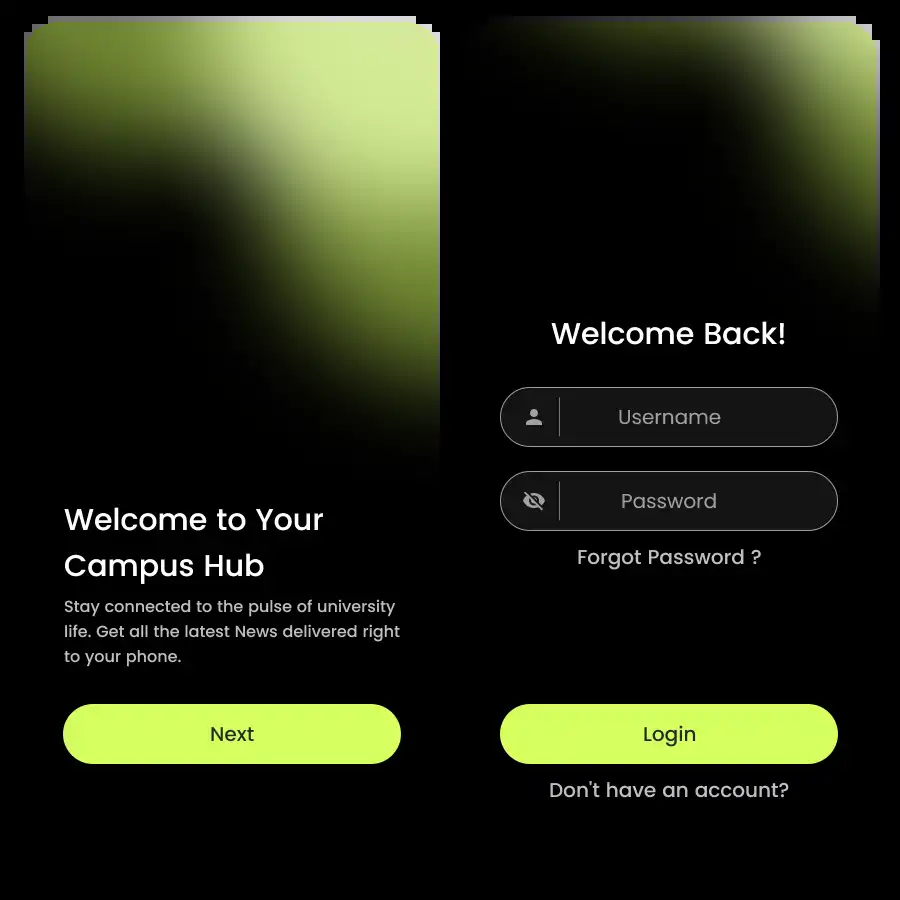 Welcome to Your
Campus Hub
Stay connected to the pulse of university
life. Get all the latest News delivered right
to your phone.
Next
Welcome Back!
Username
Password
Forgot Password ?
Login
Don't have an account?